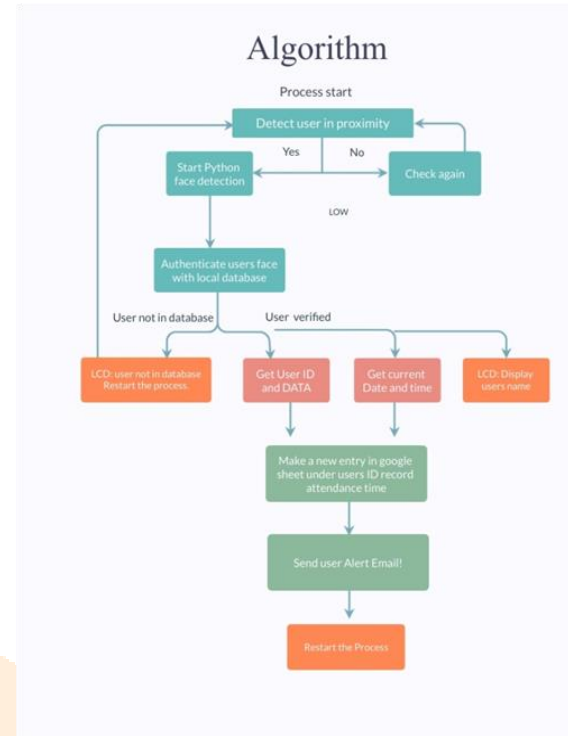 Algorithm
Process start
Detect user in proximity
Yes
No
Start Python
face detection
Check again
LOW
Authenticate users face
with local database
User not in database
User verified
LCD: user not in database
Restart the process.
Get User ID
and DATA
Get current
Date and time
LCD: Display
users name
Make a new entry in google
sheet under users ID record
attendance time
Send user Alert Email!
Restart the Process